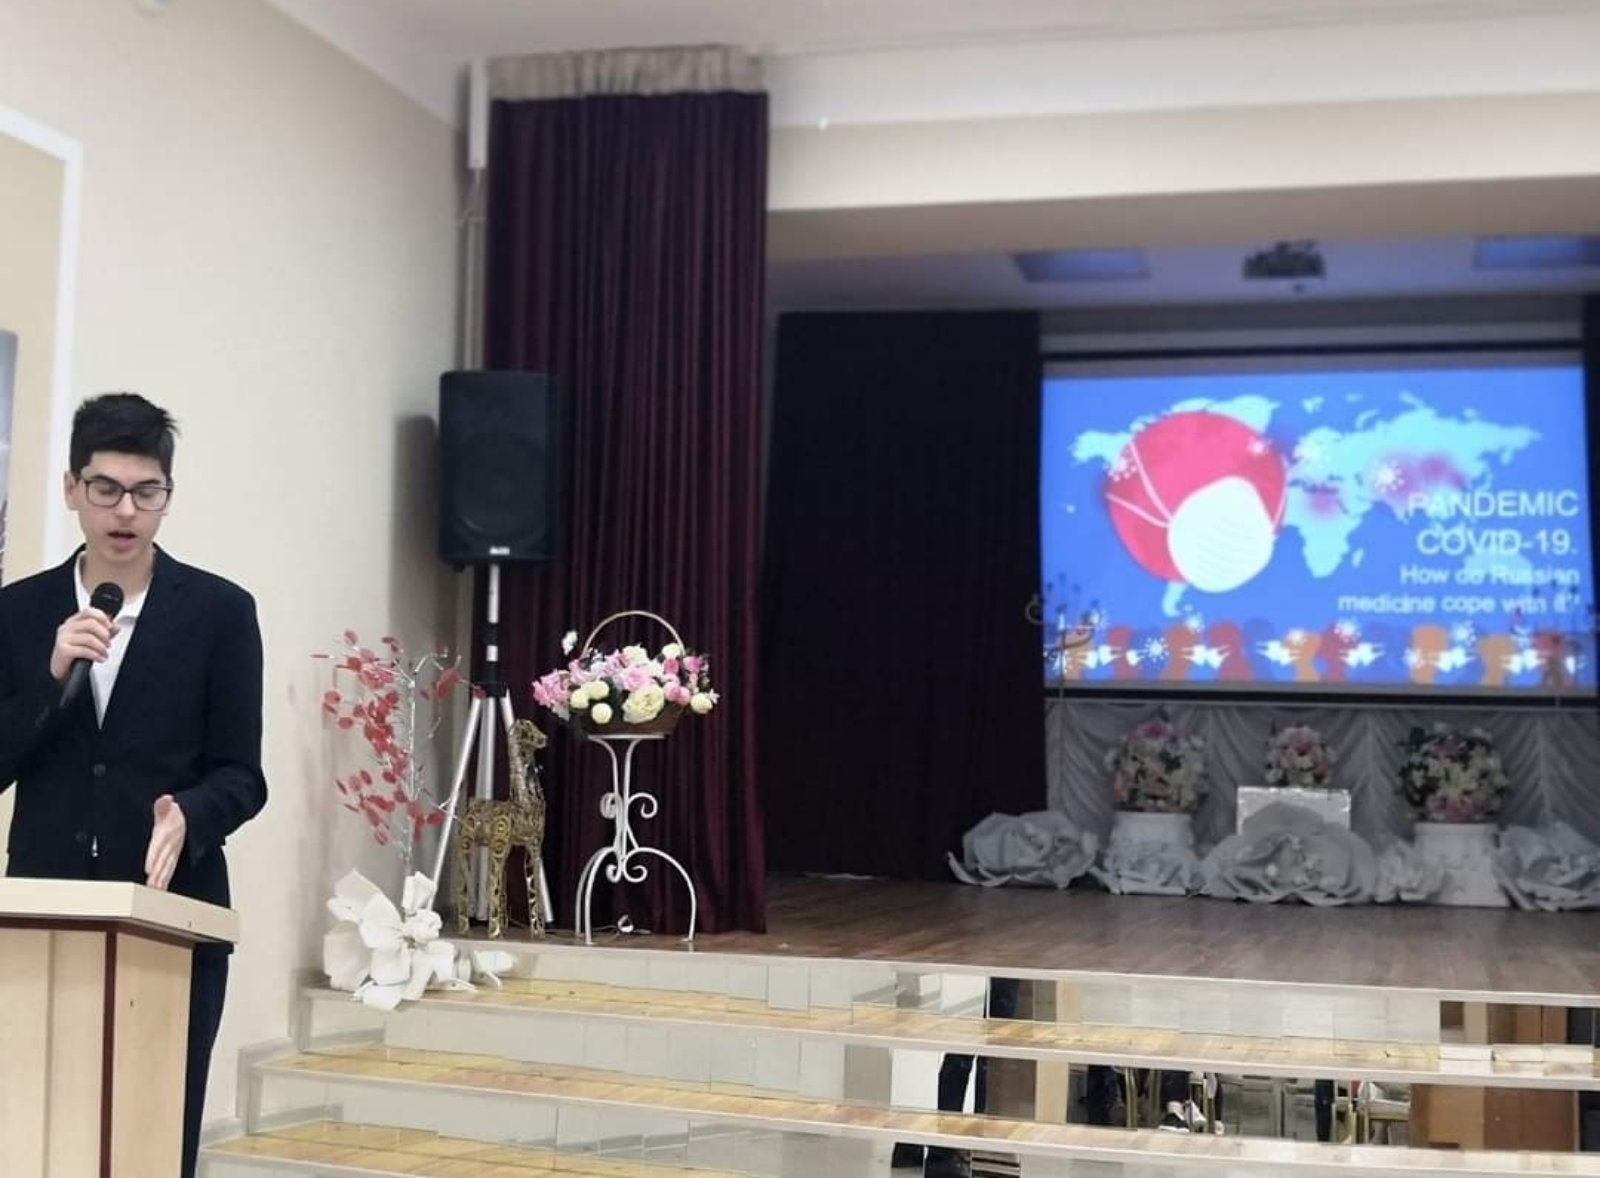 PANDEMIC
COVID-19.
How do Russian
medicine cope with it?